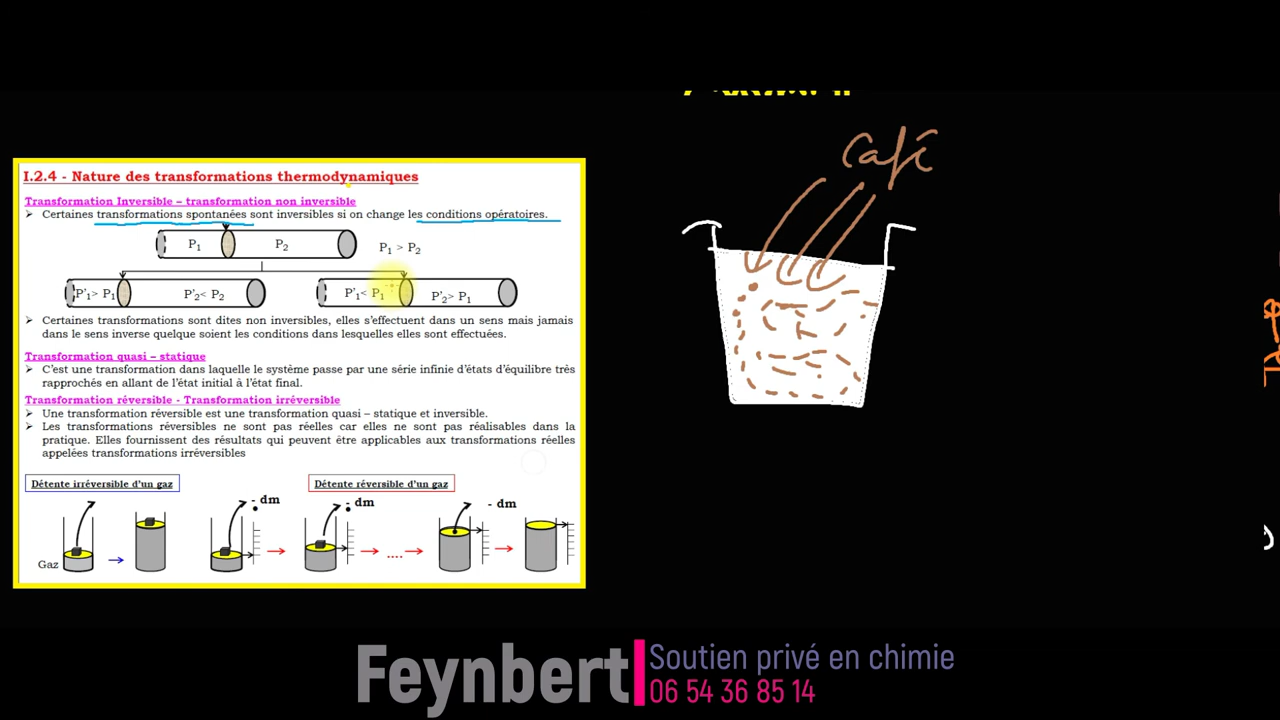 I.2.4 - Nature des transformations thermodynamiques
Transformation Inversible – transformation non inversible
➢ Certaines transformations spontanées sont inversibles si on change les conditions opératoires.
P₁ P₂ P₁ > P₂
P'₁> P₁ P'₂< P₂ P'₁< P₁ P'₂> P₁
➢ Certaines transformations sont dites non inversibles, elles s'effectuent dans un sens mais jamais
dans le sens inverse quelque soient les conditions dans lesquelles elles sont effectuées.
Transformation quasi – statique
➢ C'est une transformation dans laquelle le système passe par une série infinie d'états d'équilibre très
rapprochés en allant de l'état initial à l'état final.
Transformation réversible - Transformation irréversible
➢ Une transformation réversible est une transformation quasi – statique et inversible.
➢ Les transformations réversibles ne sont pas réelles car elles ne sont pas réalisables dans la
pratique. Elles fournissent des résultats qui peuvent être applicables aux transformations réelles
appelées transformations irréversibles
Détente irréversible d'un gaz
Détente réversible d'un gaz
- dm - dm - dm
Gaz
....
Café
Feynbert
Soutien privé en chimie
06 54 36 85 14